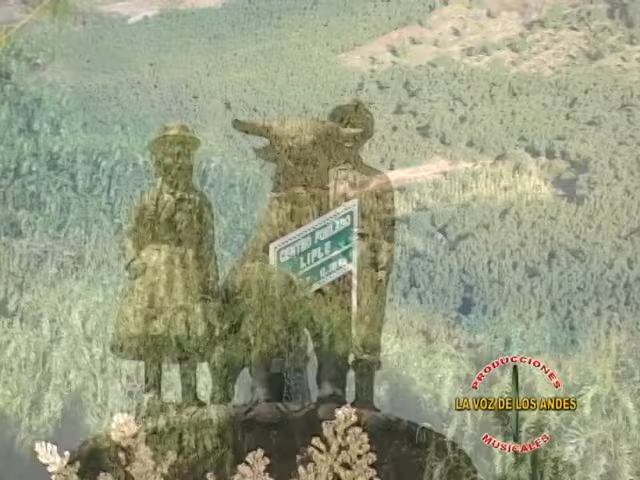 CENTRO POBLADO
LIPLE
PRODUCCIONES
LA VOZ DE LOS ANDES
MUSICALES